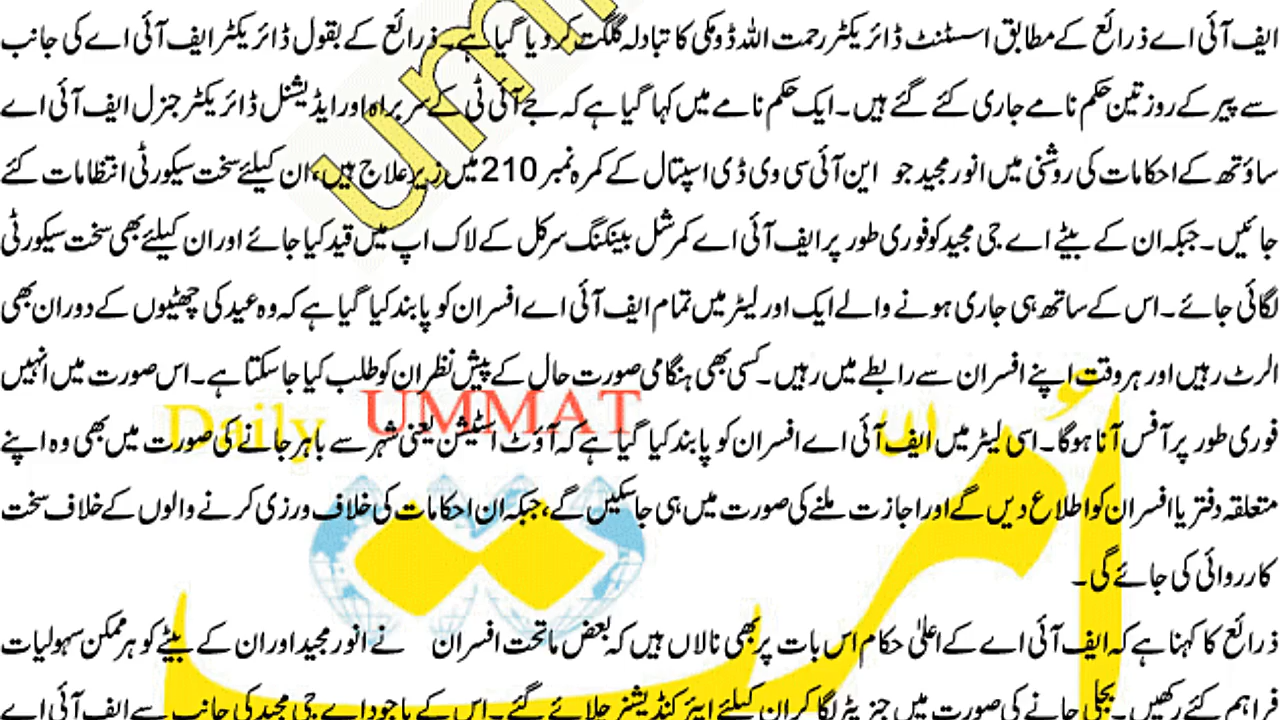 ایف آئی اے ذرائع کے مطابق اسسٹنٹ ڈائریکٹر رحمت اللہ ڈومکی کا تبادلہ گلگت کر دیا گیا ہے۔ ذرائع کے بقول ڈائریکٹر ایف آئی اے کی جانب
سے پیر کے روز تین حکم نامے جاری کئے گئے ہیں۔ ایک حکم نامے میں کہا گیا ہے کہ جے آئی ٹی کے سربراہ اور ایڈیشنل ڈائریکٹر جنرل ایف آئی اے
ساؤتھ کے احکامات کی روشنی میں انور مجید جو این آئی سی وی ڈی اسپتال کے کمرہ نمبر 210 میں زیر علاج ہیں، ان کیلئے سخت سیکورٹی انتظامات کئے
جائیں۔ جبکہ ان کے بیٹے اے جی مجید کو فوری طور پر ایف آئی اے کمرشل بینکنگ سرکل کے لاک اپ میں قید کیا جائے اور ان کیلئے بھی سخت سیکورٹی
لگائی جائے۔ اس کے ساتھ ہی جاری ہونے والے ایک اور لیٹر میں تمام ایف آئی اے افسران کو پابند کیا گیا ہے کہ وہ عید کی چھٹیوں کے دوران بھی
الرٹ رہیں اور ہر وقت اپنے افسران سے رابطے میں رہیں۔ کسی بھی ہنگامی صورت حال کے پیش نظر ان کو طلب کیا جا سکتا ہے۔ اس صورت میں انہیں
فوری طور پر آفس آنا ہوگا۔ اسی لیٹر میں ایف آئی اے افسران کو پابند کیا گیا ہے کہ آؤٹ اسٹیشن یعنی شہر سے باہر جانے کی صورت میں بھی وہ اپنے
متعلقہ دفتر یا افسران کو اطلاع دیں گے اور اجازت ملنے کی صورت میں ہی جا سکیں گے، جبکہ ان احکامات کی خلاف ورزی کرنے والوں کے خلاف سخت
کارروائی کی جائے گی۔
ذرائع کا کہنا ہے کہ ایف آئی اے کے اعلیٰ حکام اس بات پر بھی نالاں ہیں کہ بعض ماتحت افسران نے انور مجید اور ان کے بیٹے کو ہر ممکن سہولیات
فراہم کئے رکھیں۔ بجلی جانے کی صورت میں جنریٹر لگا کر ان کیلئے ایئر کنڈیشنر چلائے گئے۔ اس کے باوجود اے جی مجید کی جانب سے ایف آئی اے
Daily UMMAT
امت
umm